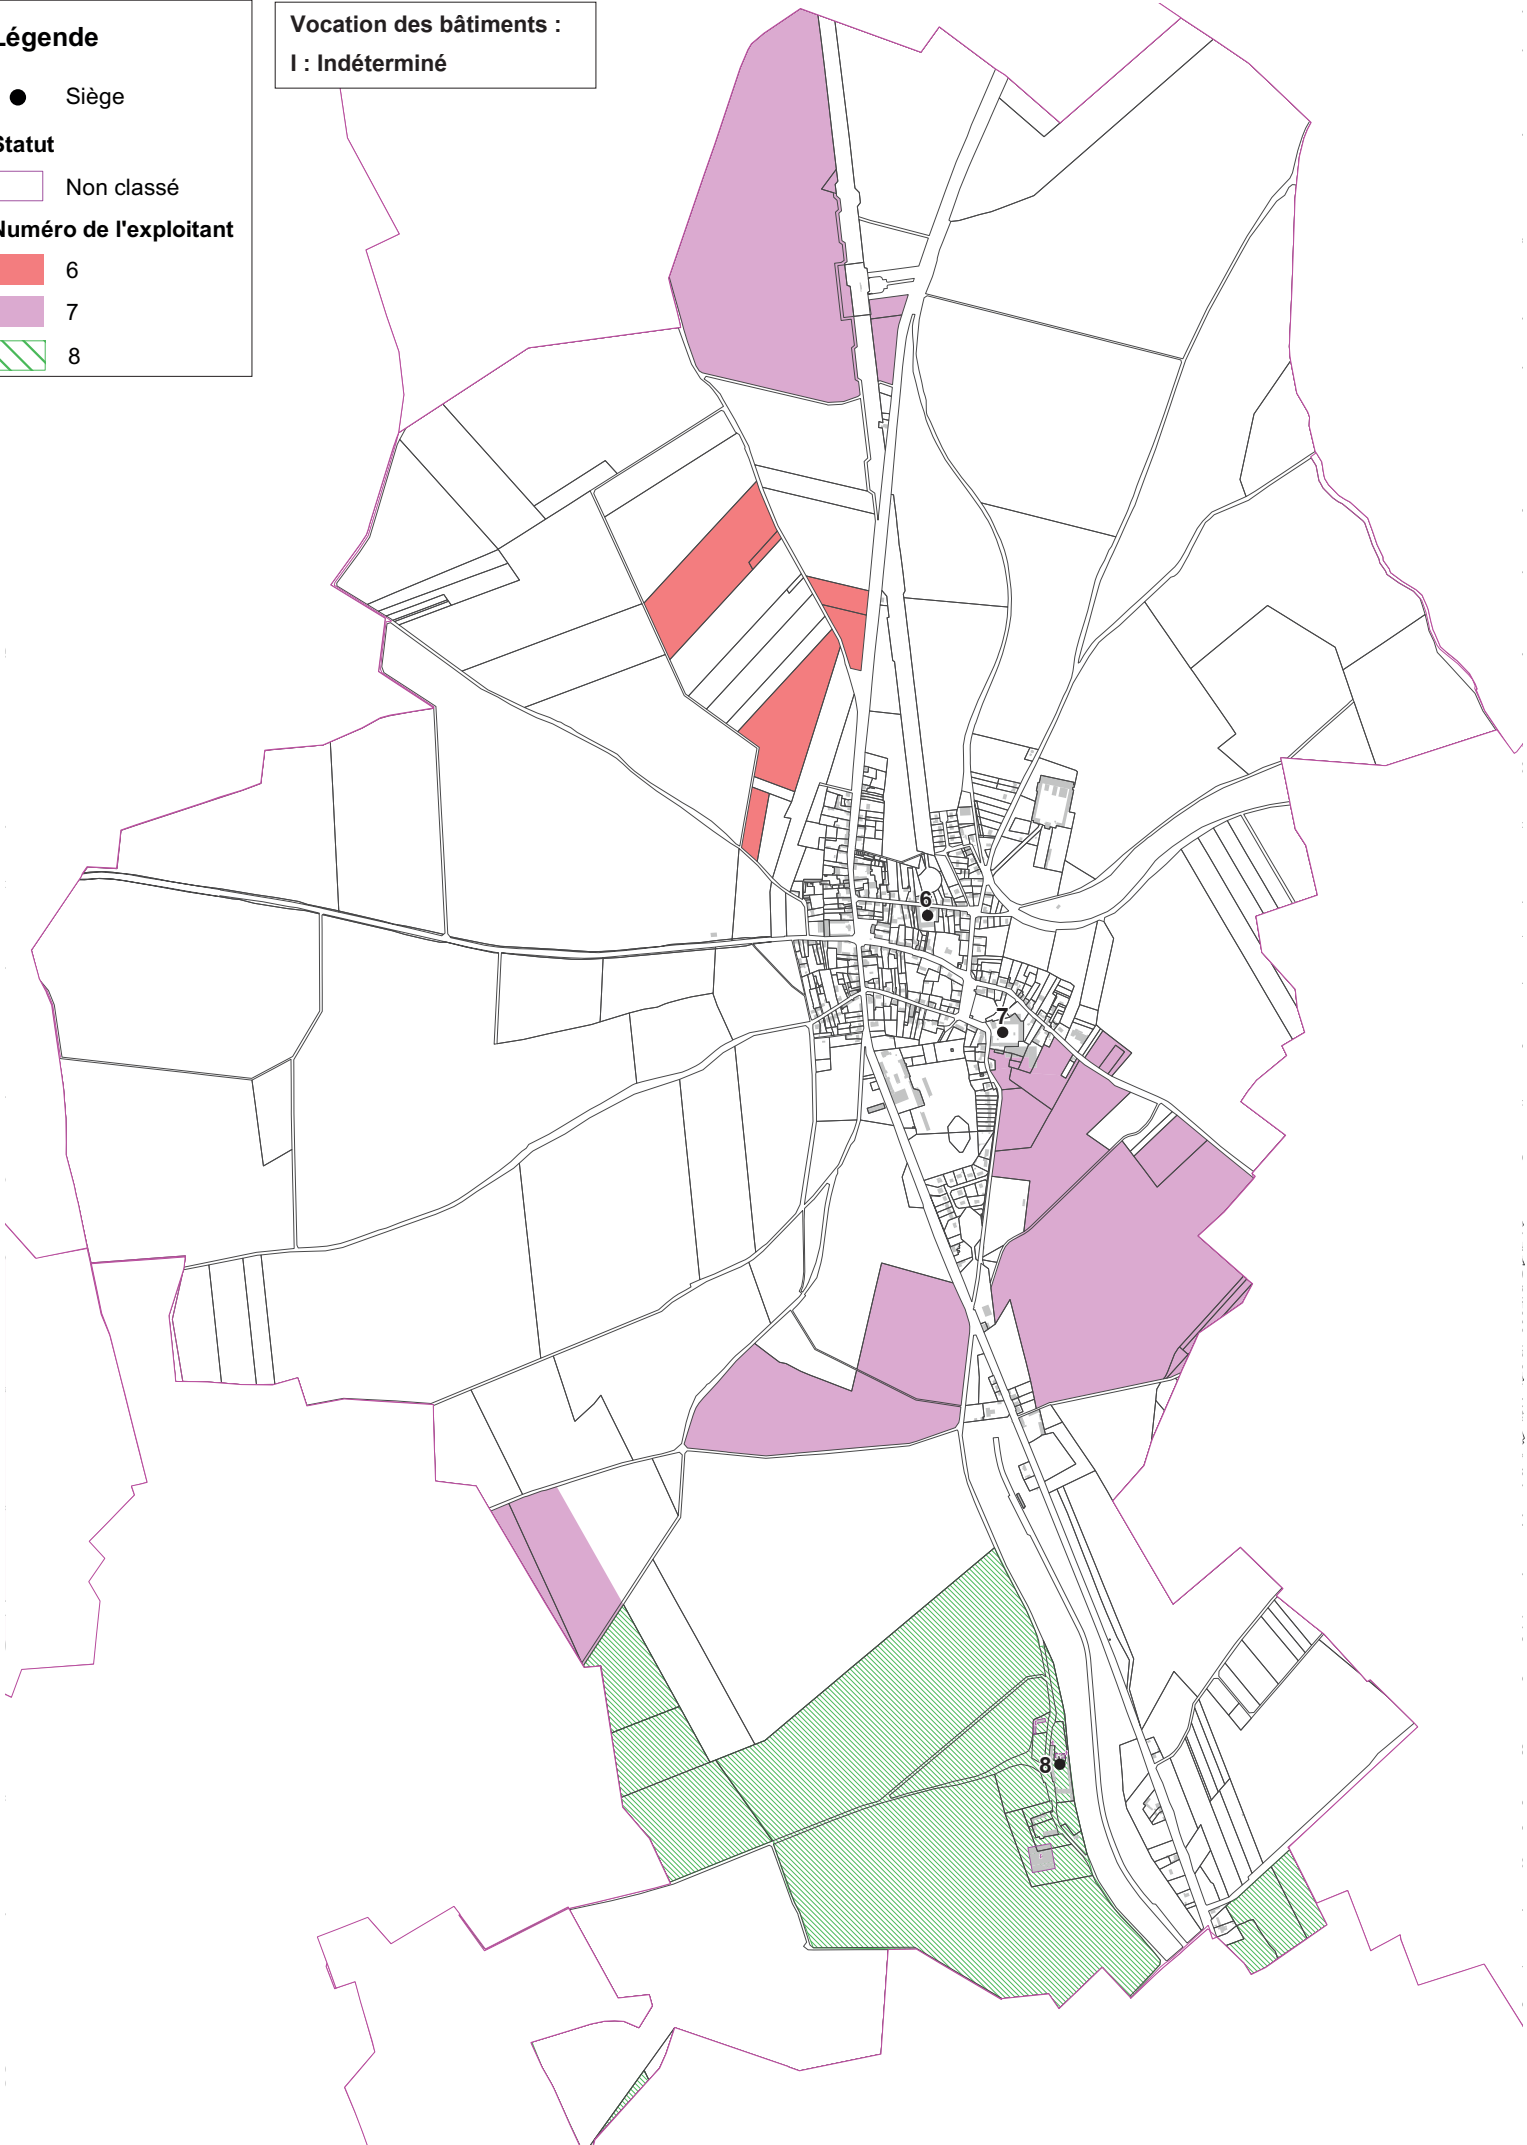 Légende
Siège
Statut
Non classé
Numéro de l'exploitant
6
7
8
Vocation des bâtiments :
I : Indéterminé
6
7
8